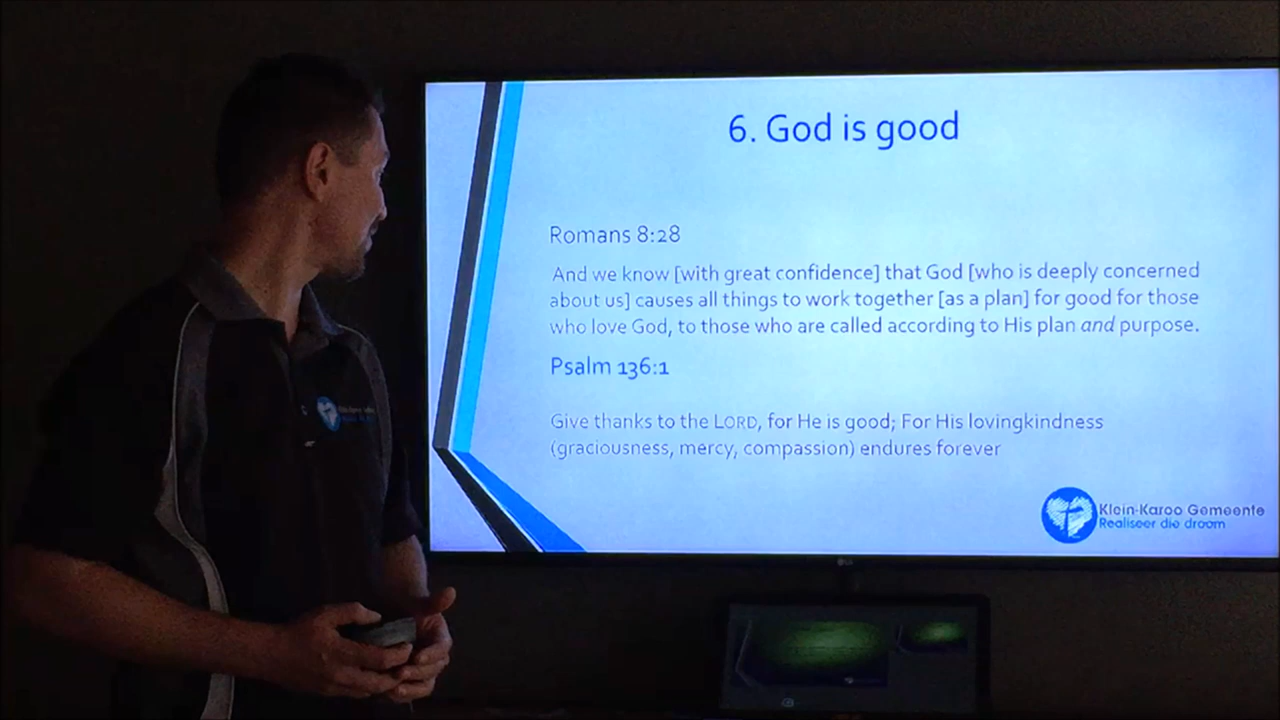 6. God is good
Romans 8:28
And we know [with great confidence] that God [who is deeply concerned
about us] causes all things to work together [as a plan] for good for those
who love God, to those who are called according to His plan and purpose.
Psalm 136:1
Give thanks to the LORD, for He is good; For His lovingkindness
(graciousness, mercy, compassion) endures forever
Klein-Karoo Gemeente
Realiseer die droom
LG